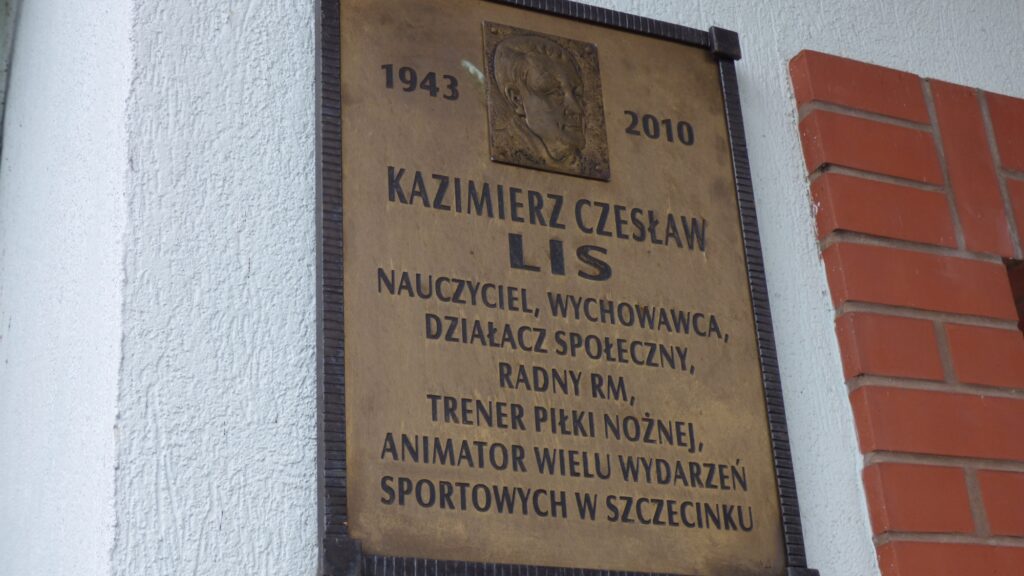 1943
2010
KAZIMIERZ CZESŁAW
LIS
NAUCZYCIEL, WYCHOWAWCA,
DZIAŁACZ SPOŁECZNY,
RADNY RM,
TRENER PIŁKI NOŻNEJ,
ANIMATOR WIELU WYDARZEŃ
SPORTOWYCH W SZCZECINKU